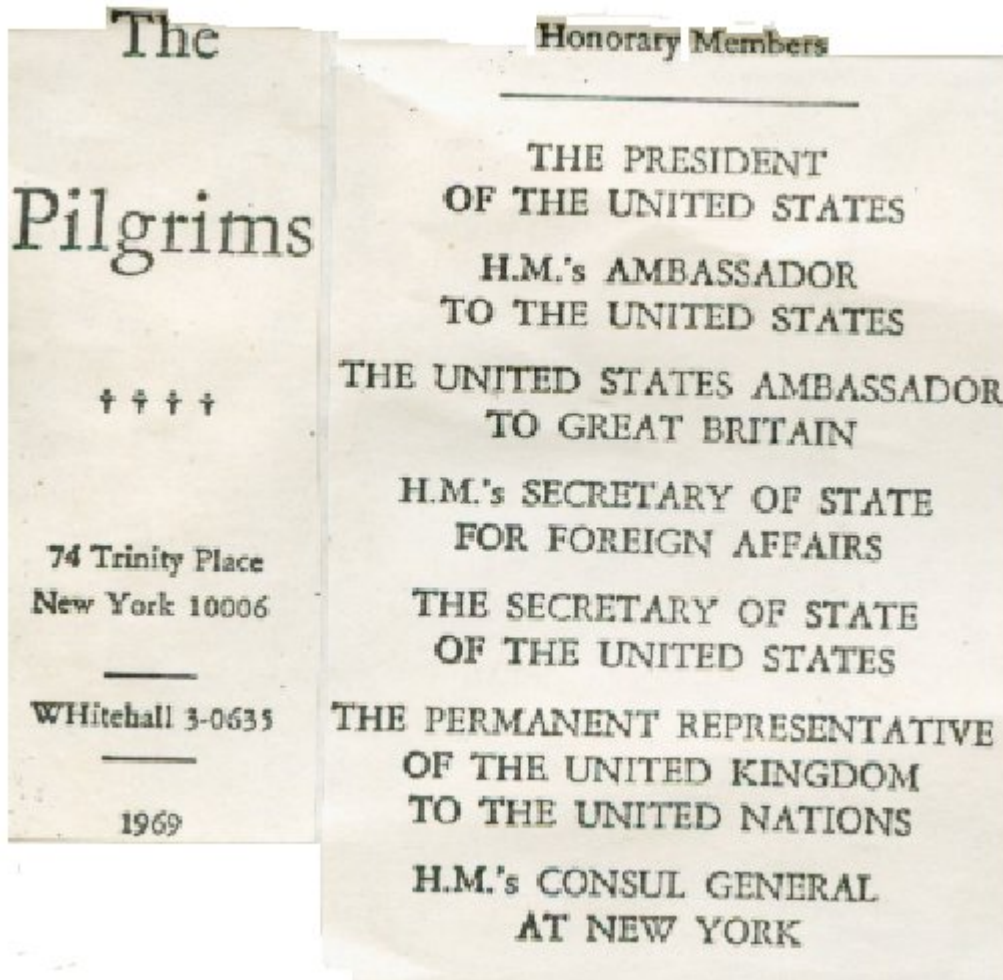 The
Pilgrims
† † † †
74 Trinity Place
New York 10006
WHitehall 3-0635
1969
Honorary Members
THE PRESIDENT
OF THE UNITED STATES
H.M.'s AMBASSADOR
TO THE UNITED STATES
THE UNITED STATES AMBASSADOR
TO GREAT BRITAIN
H.M.'s SECRETARY OF STATE
FOR FOREIGN AFFAIRS
THE SECRETARY OF STATE
OF THE UNITED STATES
THE PERMANENT REPRESENTATIVE
OF THE UNITED KINGDOM
TO THE UNITED NATIONS
H.M.'s CONSUL GENERAL
AT NEW YORK